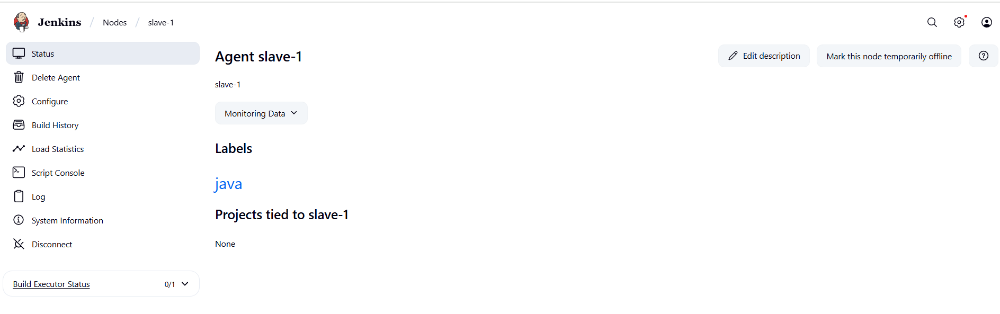 Jenkins / Nodes / slave-1
Status
Delete Agent
Configure
Build History
Load Statistics
Script Console
Log
System Information
Disconnect
Build Executor Status 0/1
Agent slave-1
Edit description
Mark this node temporarily offline
slave-1
Monitoring Data
Labels
java
Projects tied to slave-1
None